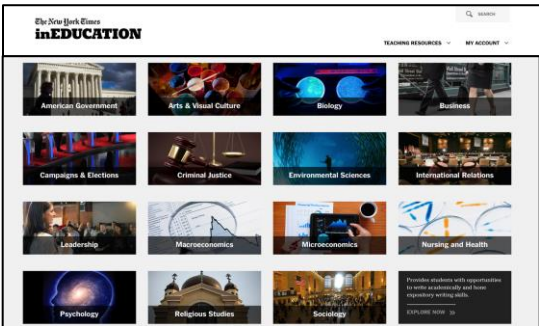 The New York Times
inEDUCATION
SEARCH
TEACHING RESOURCES
MY ACCOUNT
American Government
Arts & Visual Culture
Biology
Business
Campaigns & Elections
Criminal Justice
Environmental Sciences
International Relations
Leadership
Macroeconomics
Microeconomics
Nursing and Health
Psychology
Religious Studies
Sociology
Provides students with opportunities
to write academically and hone
expository writing skills.
EXPLORE NOW